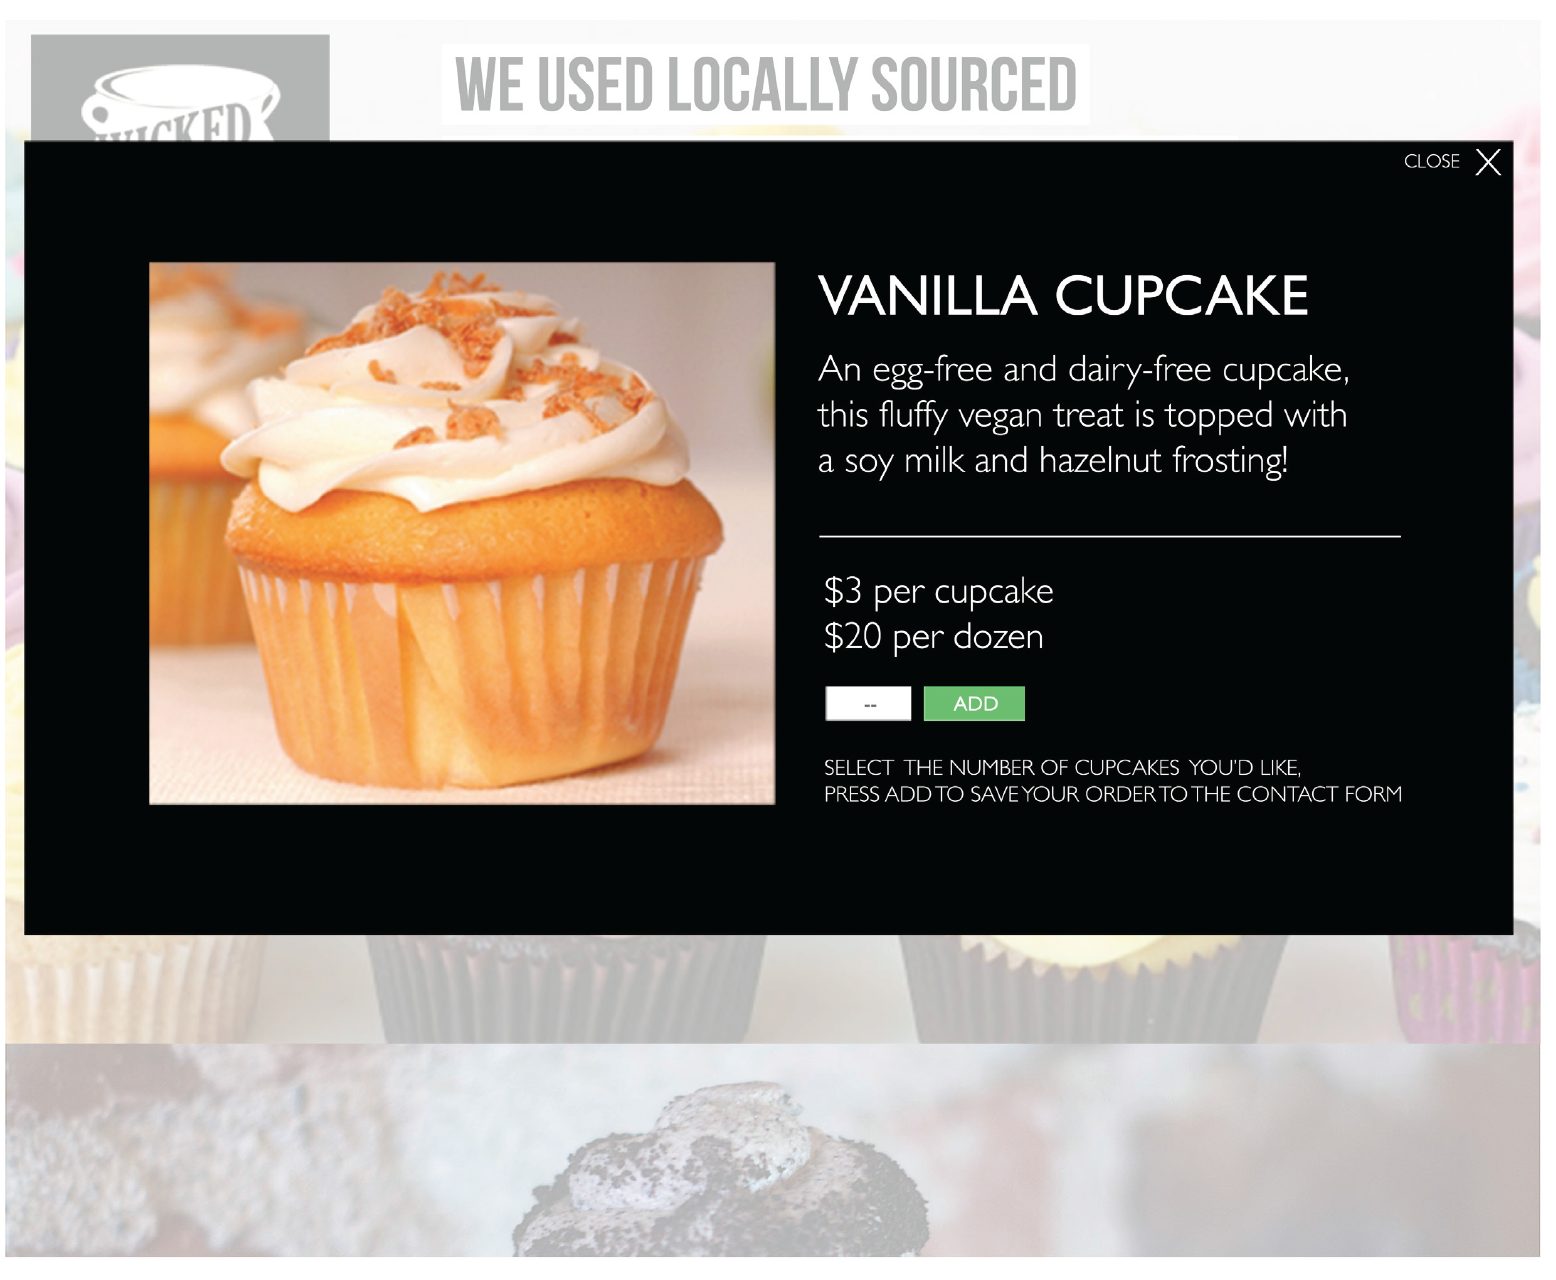 WE USED LOCALLY SOURCED
WICKED
CLOSE X
VANILLA CUPCAKE
An egg-free and dairy-free cupcake,
this fluffy vegan treat is topped with
a soy milk and hazelnut frosting!
$3 per cupcake
$20 per dozen
-- ADD
SELECT THE NUMBER OF CUPCAKES YOU'D LIKE,
PRESS ADD TO SAVE YOUR ORDER TO THE CONTACT FORM